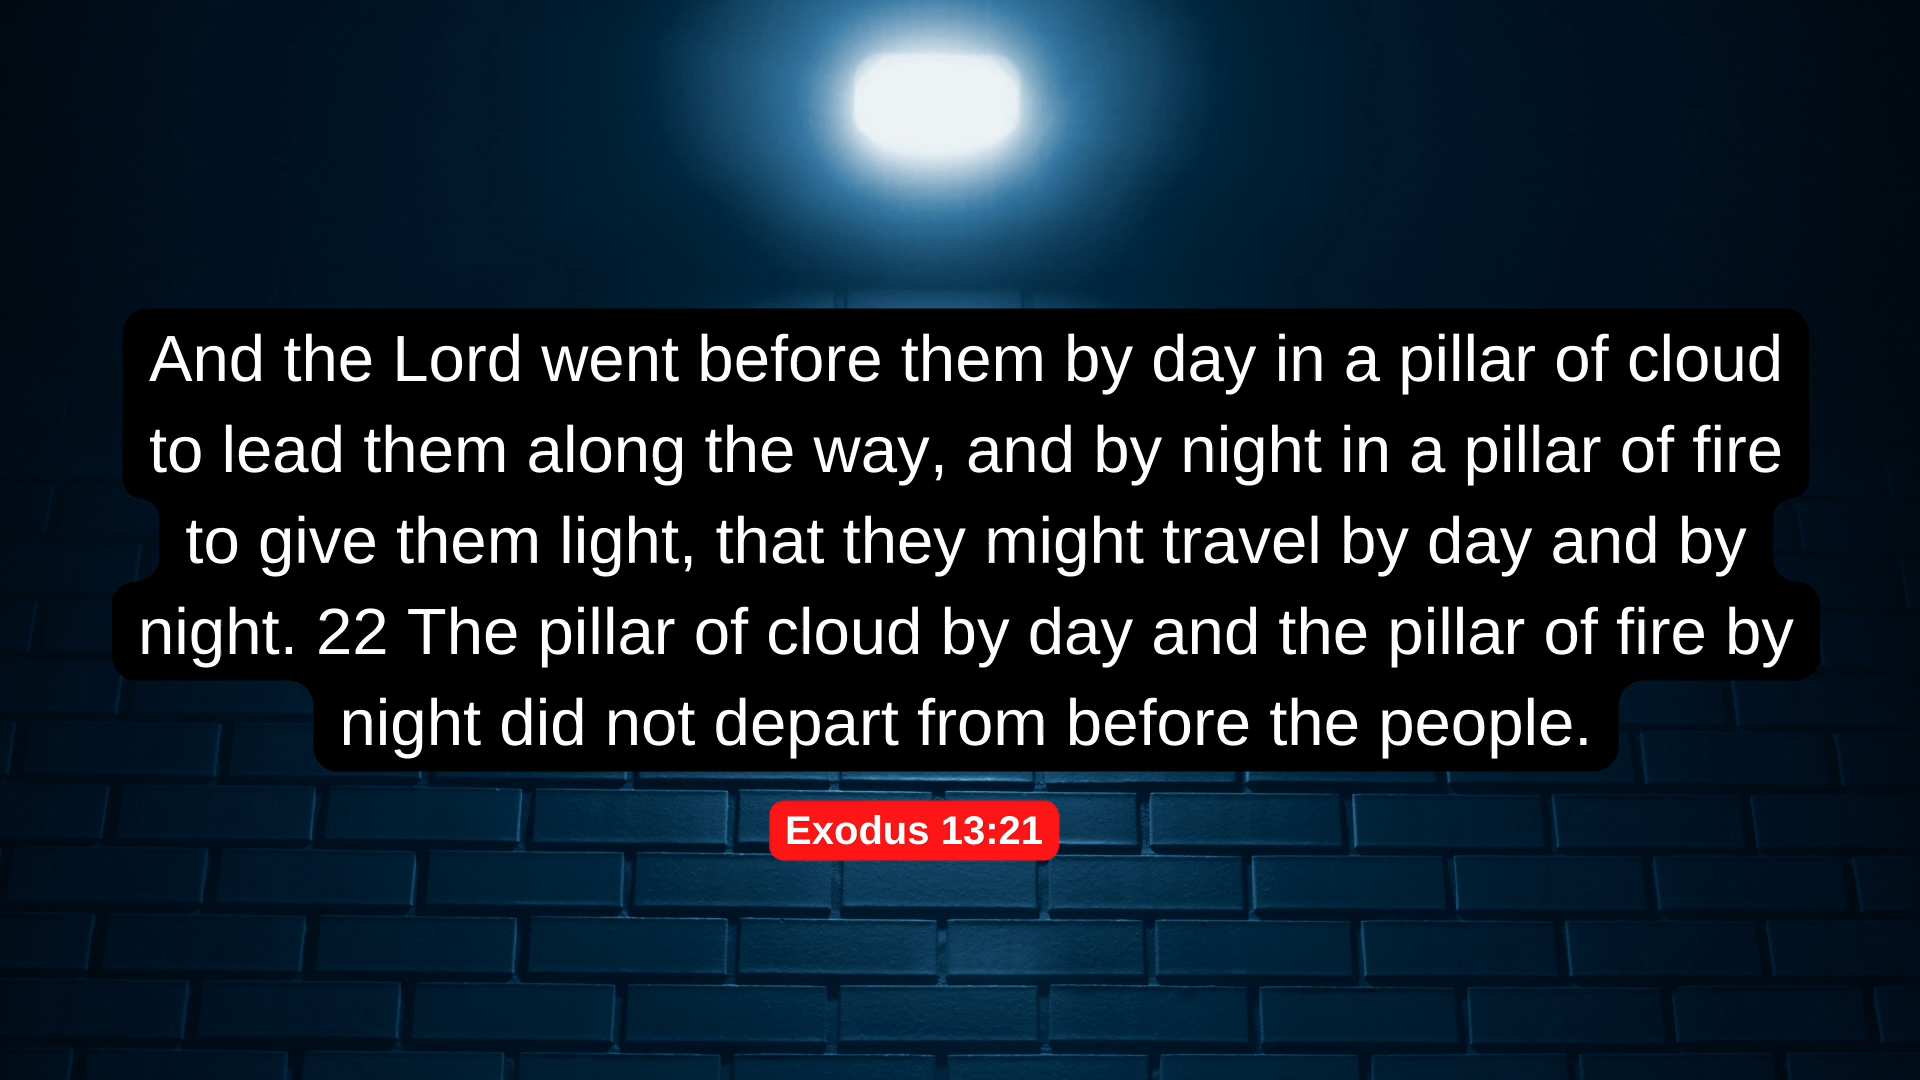 And the Lord went before them by day in a pillar of cloud
to lead them along the way, and by night in a pillar of fire
to give them light, that they might travel by day and by
night. 22 The pillar of cloud by day and the pillar of fire by
night did not depart from before the people.
Exodus 13:21